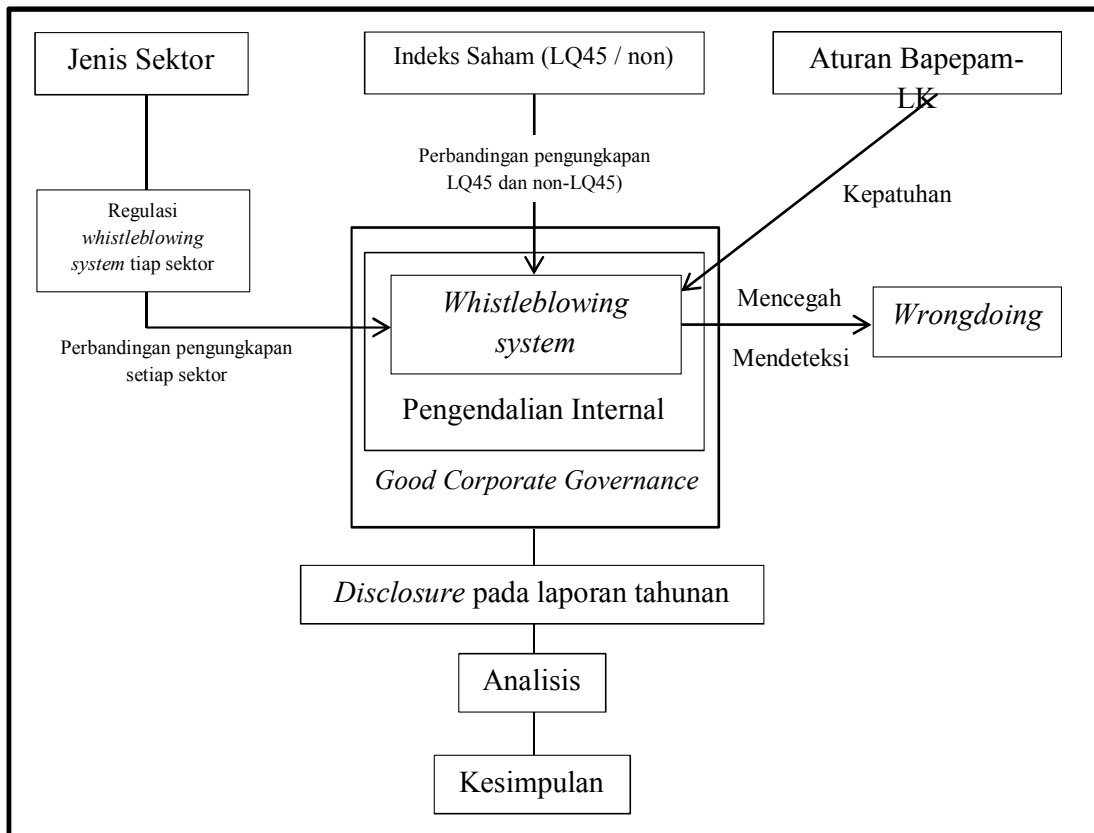 Jenis Sektor
Indeks Saham (LQ45 / non)
Aturan Bapepam-
LK
Perbandingan pengungkapan
LQ45 dan non-LQ45)
Kepatuhan
Regulasi
whistleblowing
system tiap sektor
Whistleblowing
system
Mencegah
Mendeteksi
Wrongdoing
Perbandingan pengungkapan
setiap sektor
Pengendalian Internal
Good Corporate Governance
Disclosure pada laporan tahunan
Analisis
Kesimpulan